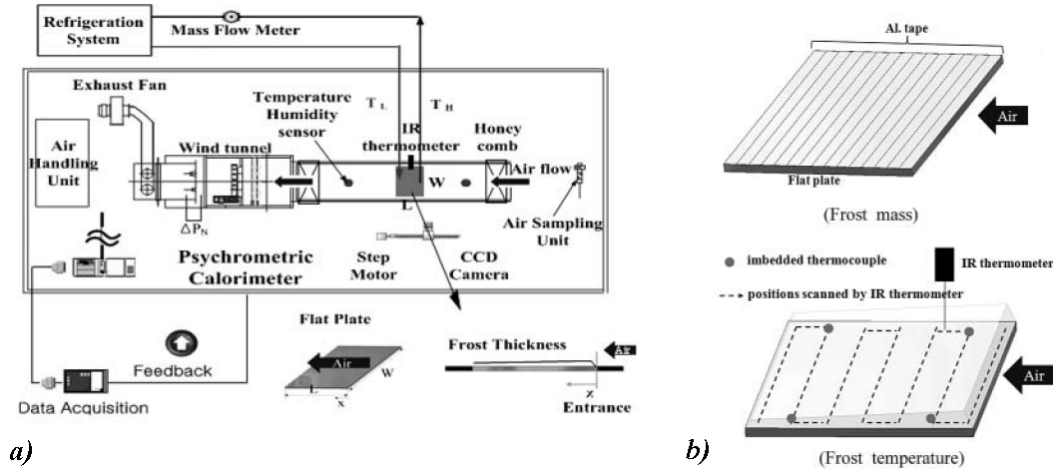 Refrigeration
System
Mass Flow Meter
Exhaust Fan
Air
Handling
Unit
Wind tunnel
Temperature
Humidity
sensor
T L
T H
IR
thermometer
Honey
comb
Air flow
W
L
Air Sampling
Unit
ΔPN
Psychrometric
Calorimeter
Step
Motor
CCD
Camera
Feedback
Data Acquisition
Flat Plate
Air
W
L
x
Frost Thickness
Air
x
Entrance
a)
Al. tape
Air
Flat plate
(Frost mass)
imbedded thermocouple
IR thermometer
positions scanned by IR thermometer
Air
b)
(Frost temperature)